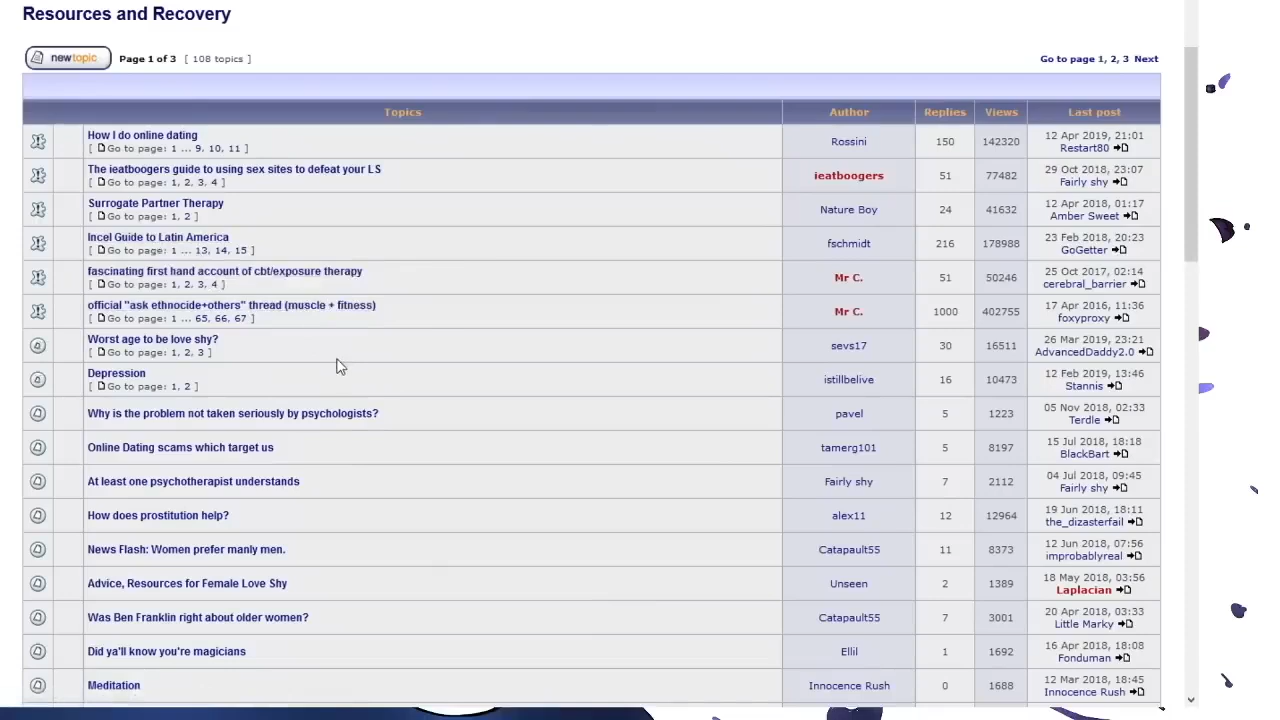 Resources and Recovery
newtopic Page 1 of 3 [ 108 topics ] Go to page 1, 2, 3 Next
Topics Author Replies Views Last post
How I do online dating
[ Go to page: 1 ... 9, 10, 11 ] Rossini 150 142320 12 Apr 2019, 21:01
Restart80
The ieatboogers guide to using sex sites to defeat your LS
[ Go to page: 1, 2, 3, 4 ] ieatboogers 51 77482 29 Oct 2018, 23:07
Fairly shy
Surrogate Partner Therapy
[ Go to page: 1, 2 ] Nature Boy 24 41632 12 Apr 2018, 01:17
Amber Sweet
Incel Guide to Latin America
[ Go to page: 1 ... 13, 14, 15 ] fschmidt 216 178988 23 Feb 2018, 20:23
GoGetter
fascinating first hand account of cbt/exposure therapy
[ Go to page: 1, 2, 3, 4 ] Mr C. 51 50246 25 Oct 2017, 02:14
cerebral_barrier
official "ask ethnocide+others" thread (muscle + fitness)
[ Go to page: 1 ... 65, 66, 67 ] Mr C. 1000 402755 17 Apr 2016, 11:36
foxyproxy
Worst age to be love shy?
[ Go to page: 1, 2, 3 ] sevs17 30 16511 26 Mar 2019, 23:21
AdvancedDaddy2.0
Depression
[ Go to page: 1, 2 ] istillbelive 16 10473 12 Feb 2019, 13:46
Stannis
Why is the problem not taken seriously by psychologists? pavel 5 1223 05 Nov 2018, 02:33
Terdle
Online Dating scams which target us tamerg101 5 8197 15 Jul 2018, 18:18
BlackBart
At least one psychotherapist understands Fairly shy 7 2112 04 Jul 2018, 09:45
Fairly shy
How does prostitution help? alex11 12 12964 19 Jun 2018, 18:11
the_dizasterfail
News Flash: Women prefer manly men. Catapault55 11 8373 12 Jun 2018, 07:56
improbablyreal
Advice, Resources for Female Love Shy Unseen 2 1389 18 May 2018, 03:56
Laplacian
Was Ben Franklin right about older women? Catapault55 7 3001 20 Apr 2018, 03:33
Little Marky
Did ya'll know you're magicians Ellil 1 1692 16 Apr 2018, 18:08
Fonduman
Meditation Innocence Rush 0 1688 12 Mar 2018, 18:45
Innocence Rush